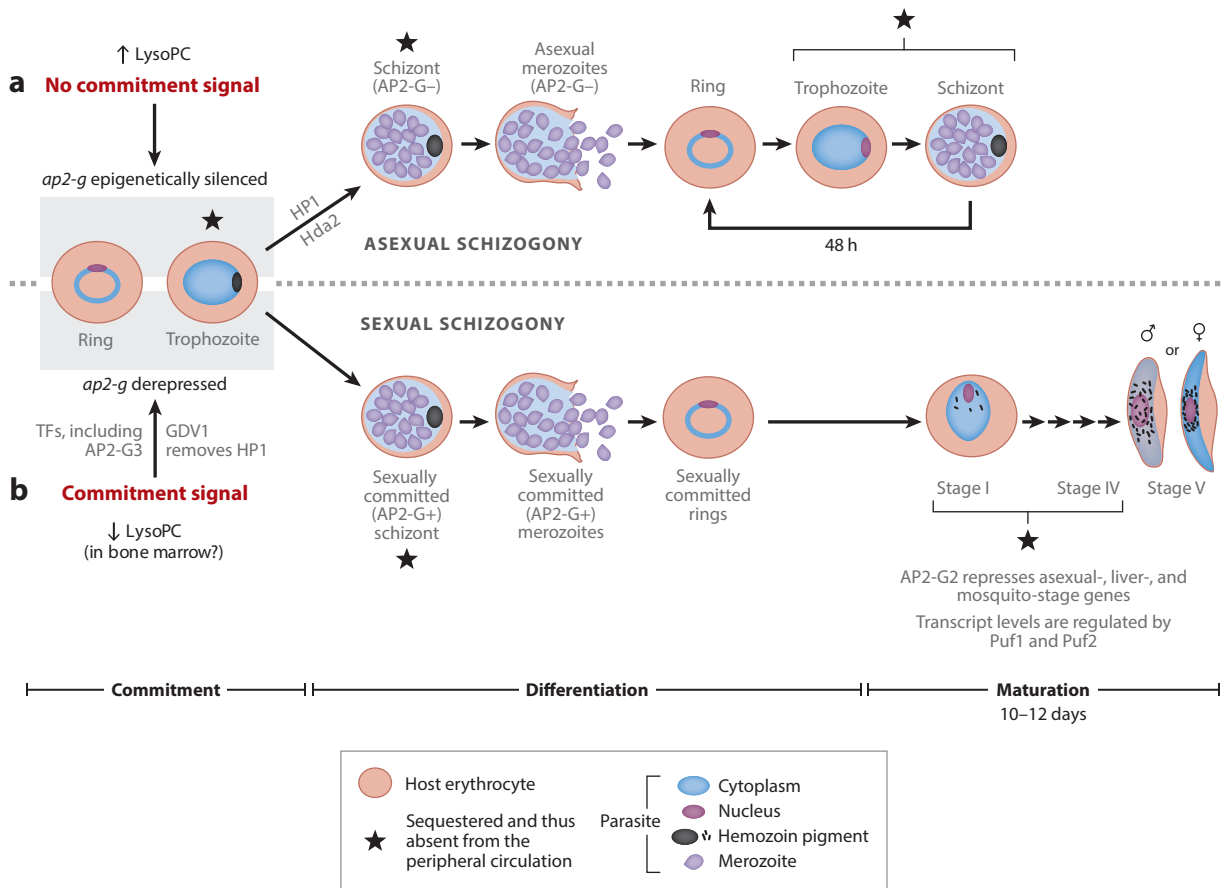 ↑ LysoPC
a
No commitment signal
ap2-g epigenetically silenced
HP1
Hda2
Schizont
(AP2-G–)
Asexual
merozoites
(AP2-G–)
Ring
Trophozoite
Schizont
48 h
ASEXUAL SCHIZOGONY
Ring
Trophozoite
SEXUAL SCHIZOGONY
ap2-g derepressed
TFs, including
AP2-G3
GDV1
removes HP1
b
Commitment signal
↓ LysoPC
(in bone marrow?)
Sexually
committed
(AP2-G+)
schizont
Sexually
committed
(AP2-G+)
merozoites
Sexually
committed
rings
♂ or ♀
Stage I
Stage IV
Stage V
AP2-G2 represses asexual-, liver-, and
mosquito-stage genes
Transcript levels are regulated by
Puf1 and Puf2
Commitment
Differentiation
Maturation
10–12 days
Host erythrocyte
Sequestered and thus
absent from the
peripheral circulation
Parasite
Cytoplasm
Nucleus
Hemozoin pigment
Merozoite